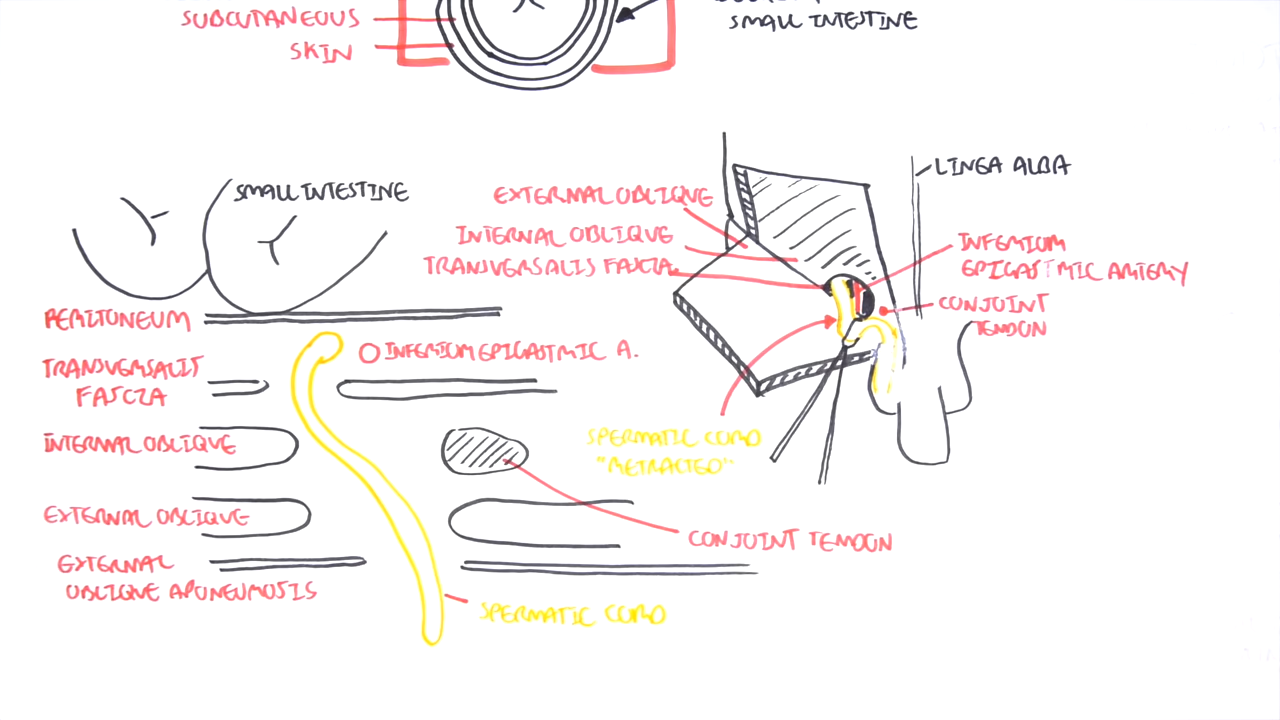 SUBCUTANEOUS
SKIN
SMALL INTESTINE
SMALL INTESTINE
PERITONEUM
TRANSVERSALIS
FASCIA
INTERNAL OBLIQUE
EXTERNAL OBLIQUE
EXTERNAL
OBLIQUE APONEUROSIS
INFERIOR EPIGASTRIC A.
CONJOINT TENDON
SPERMATIC CORD
EXTERNAL OBLIQUE
INTERNAL OBLIQUE
TRANSVERSALIS FASCIA
LINEA ALBA
INFERIOR
EPIGASTRIC ARTERY
CONJOINT
TENDON
SPERMATIC CORD
"RETRACTED"